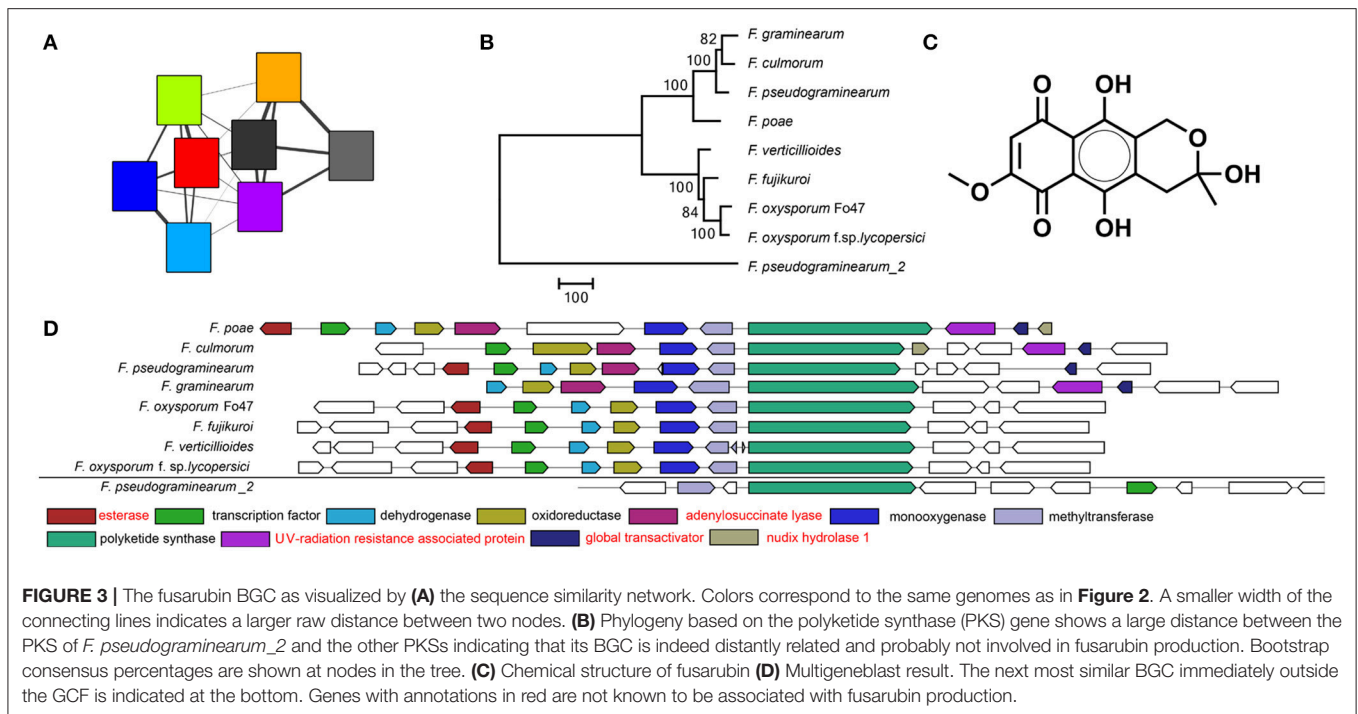 A
B
C
F. graminearum
82
100
F. culmorum
100
F. pseudograminearum
F. poae
F. verticillioides
100
F. fujikuroi
84
F. oxysporum Fo47
100
F. oxysporum f.sp.lycopersici
F. pseudograminearum_2
100
O
OH
O
OH
O
O
OH
D
F. poae
F. culmorum
F. pseudograminearum
F. graminearum
F. oxysporum Fo47
F. fujikuroi
F. verticillioides
F. oxysporum f. sp.lycopersici
F. pseudograminearum_2
esterase transcription factor dehydrogenase oxidoreductase adenylosuccinate lyase monooxygenase methyltransferase
polyketide synthase UV-radiation resistance associated protein global transactivator nudix hydrolase 1
FIGURE 3 | The fusarubin BGC as visualized by (A) the sequence similarity network. Colors correspond to the same genomes as in Figure 2. A smaller width of the
connecting lines indicates a larger raw distance between two nodes. (B) Phylogeny based on the polyketide synthase (PKS) gene shows a large distance between the
PKS of F. pseudograminearum_2 and the other PKSs indicating that its BGC is indeed distantly related and probably not involved in fusarubin production. Bootstrap
consensus percentages are shown at nodes in the tree. (C) Chemical structure of fusarubin (D) Multigeneblast result. The next most similar BGC immediately outside
the GCF is indicated at the bottom. Genes with annotations in red are not known to be associated with fusarubin production.